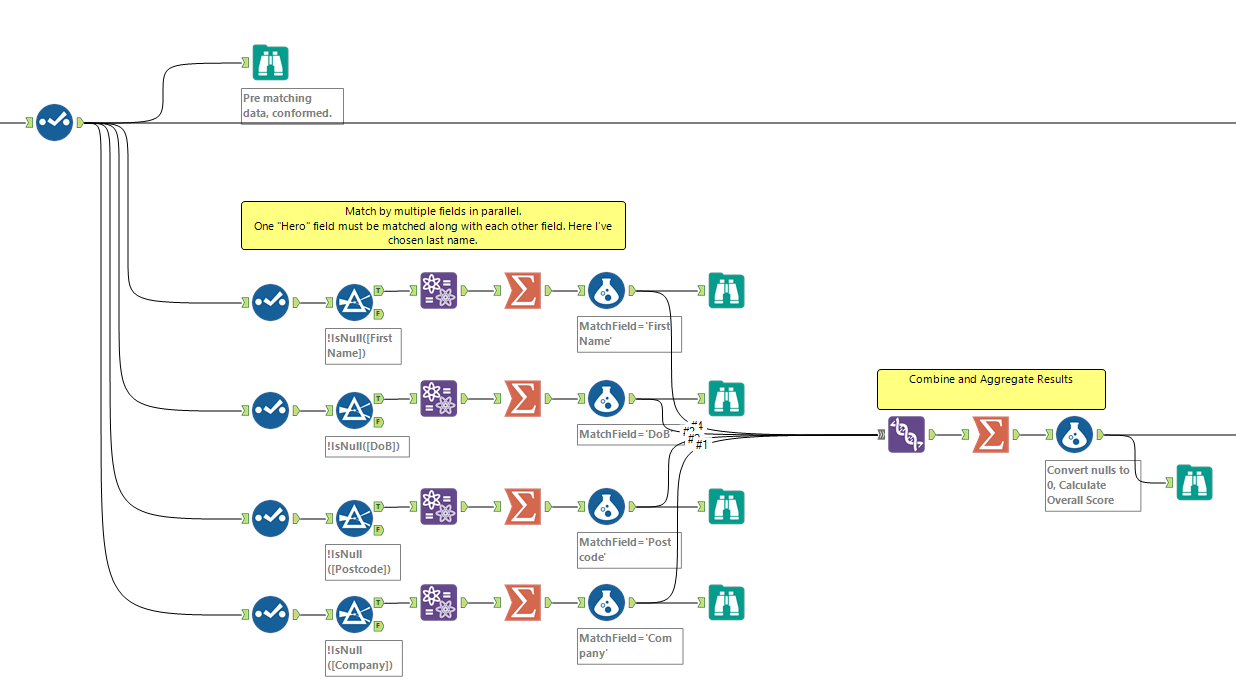 Pre matching
data, conformed.
Match by multiple fields in parallel.
One "Hero" field must be matched along with each other field. Here I've
chosen last name.
T
F
!IsNull([First
Name])
MatchField='First
Name'
T
F
!IsNull([DoB])
MatchField='DoB
#4
#1
Combine and Aggregate Results
Convert nulls to
0, Calculate
Overall Score
T
F
!IsNull
([Postcode])
MatchField='Post
code'
T
F
!IsNull
([Company])
MatchField='Com
pany'